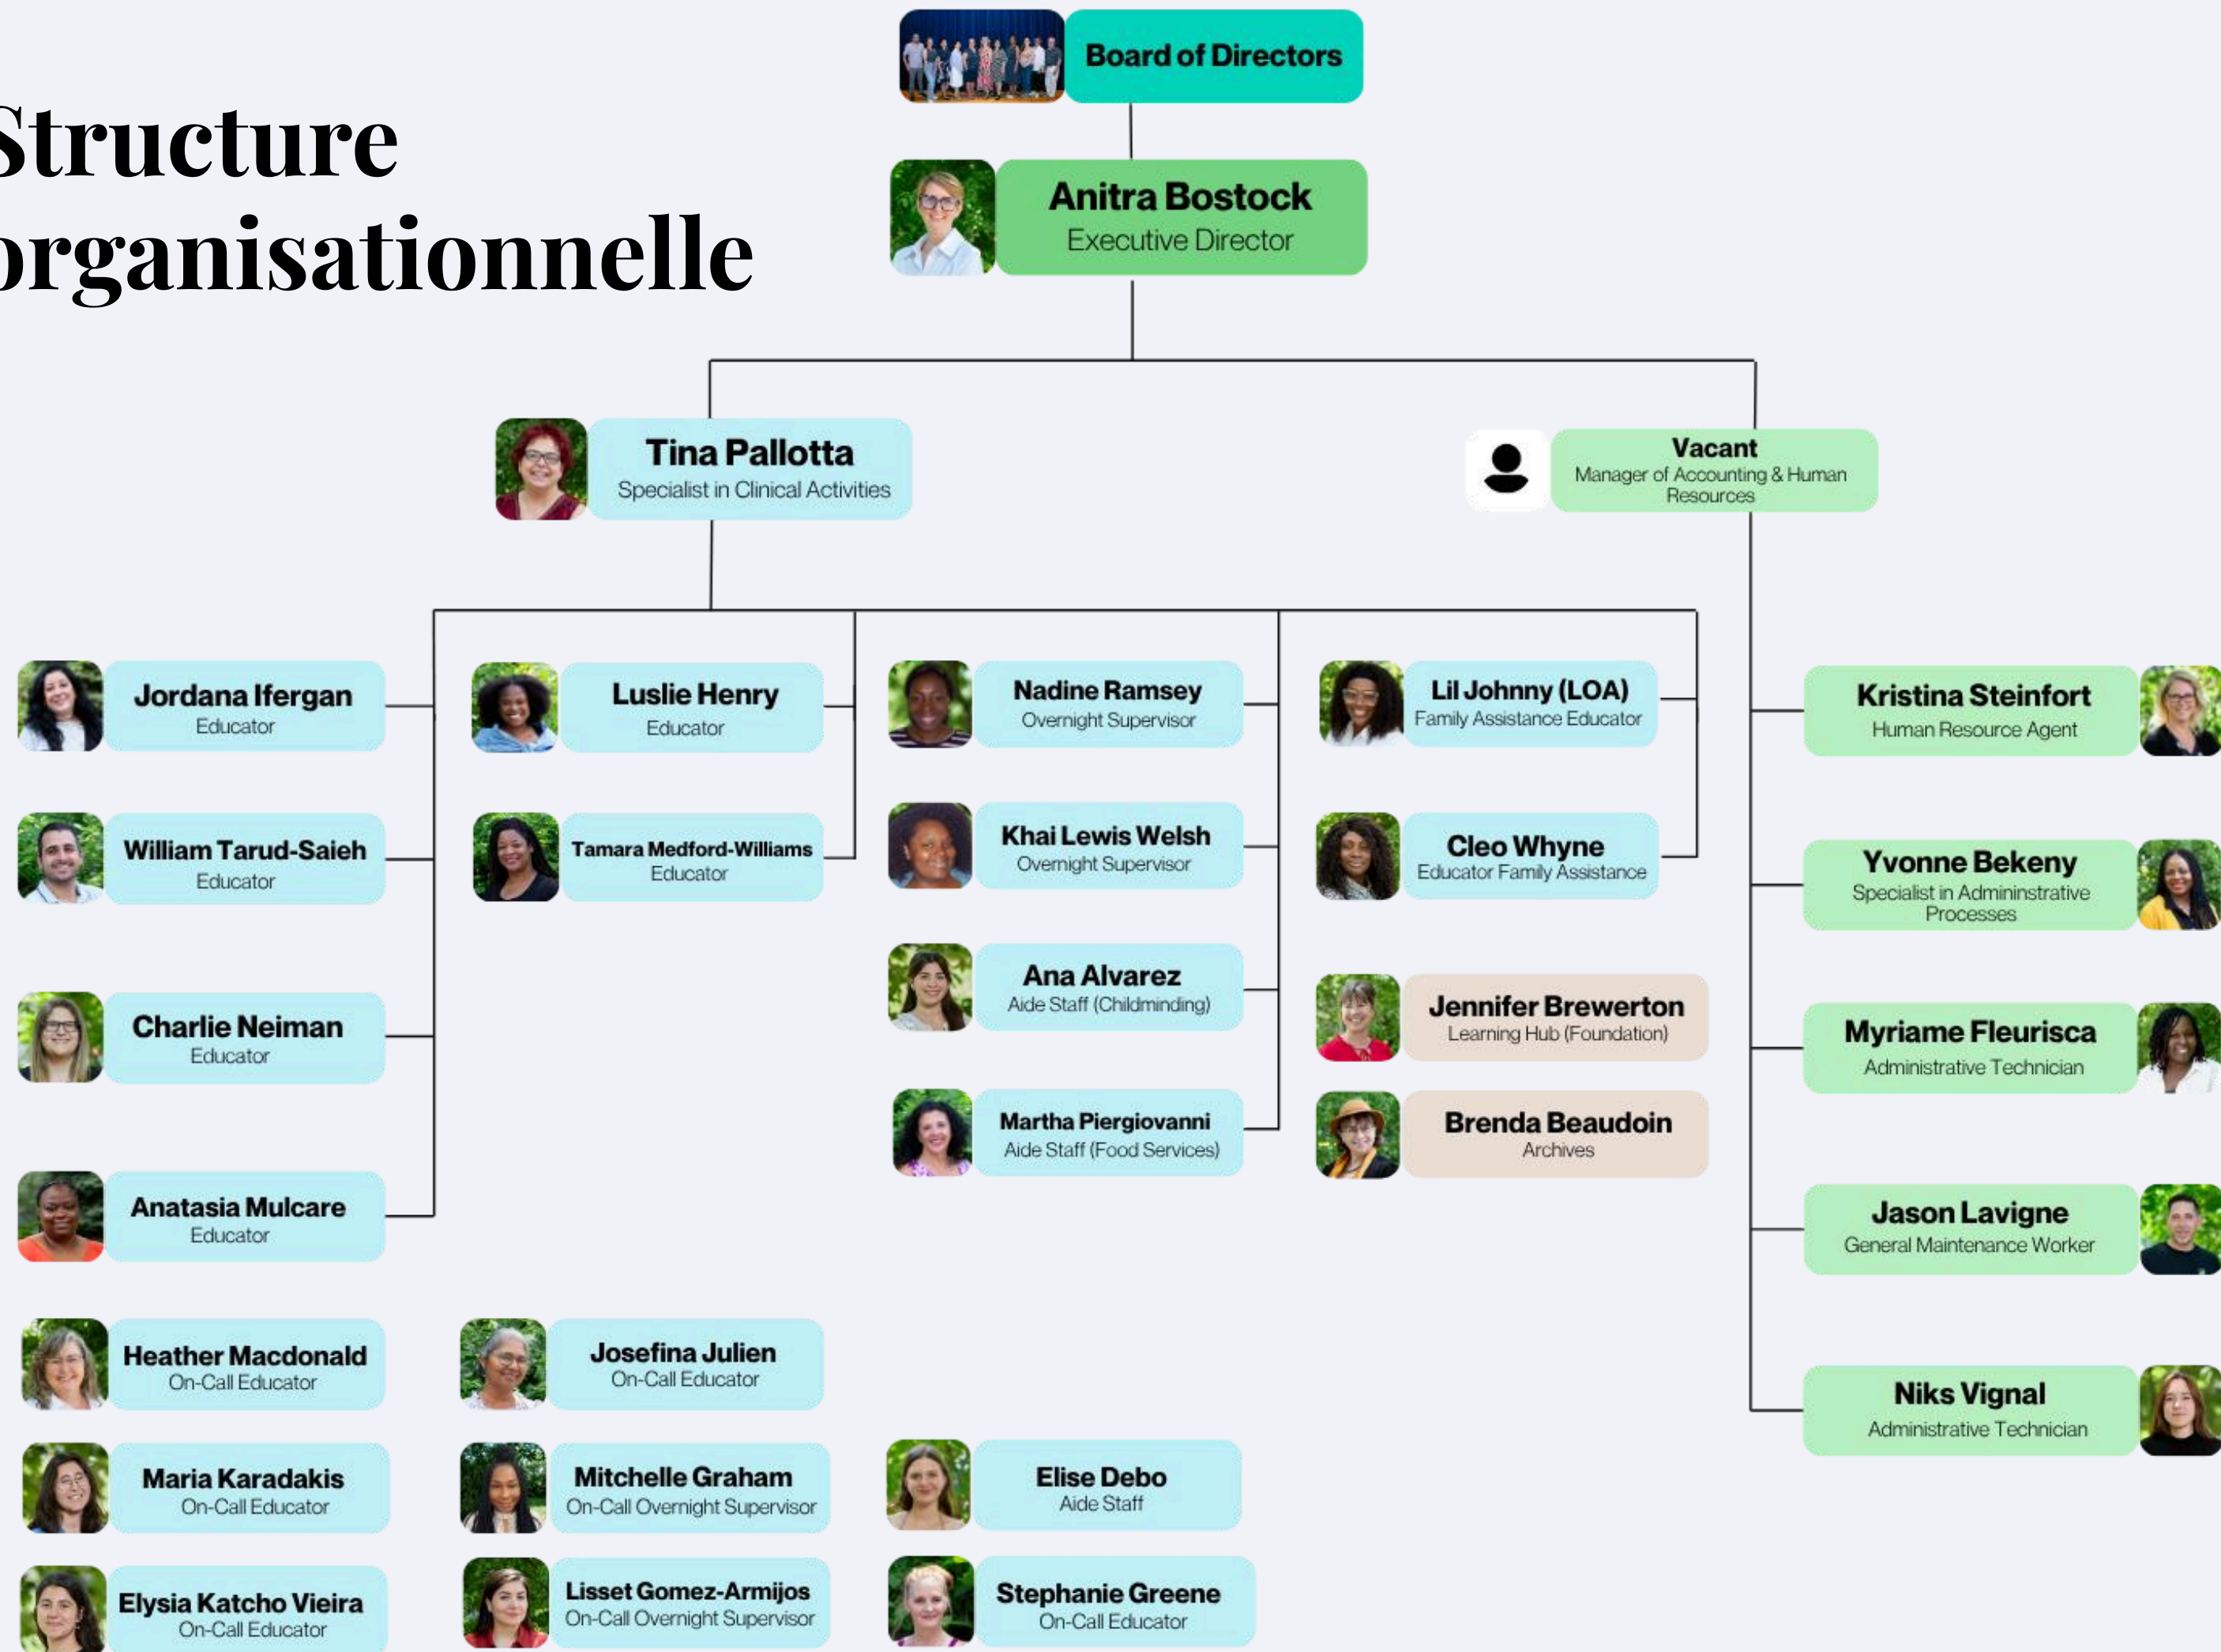 Structure
organisationnelle
Board of Directors
Anitra Bostock
Executive Director
Tina Pallotta
Specialist in Clinical Activities
Vacant
Manager of Accounting & Human
Resources
Jordana Ifergan
Educator
Luslie Henry
Educator
Nadine Ramsey
Overnight Supervisor
Lil Johnny (LOA)
Family Assistance Educator
Kristina Steinfort
Human Resource Agent
William Tarud-Saieh
Educator
Tamara Medford-Williams
Educator
Khai Lewis Welsh
Overnight Supervisor
Cleo Whyne
Educator Family Assistance
Yvonne Bekeny
Specialist in Admininstrative
Processes
Charlie Neiman
Educator
Ana Alvarez
Aide Staff (Childminding)
Jennifer Brewerton
Learning Hub (Foundation)
Myriame Fleurisca
Administrative Technician
Anatasia Mulcare
Educator
Martha Piergiovanni
Aide Staff (Food Services)
Brenda Beaudoin
Archives
Jason Lavigne
General Maintenance Worker
Heather Macdonald
On-Call Educator
Josefina Julien
On-Call Educator
Niks Vignal
Administrative Technician
Maria Karadakis
On-Call Educator
Mitchelle Graham
On-Call Overnight Supervisor
Elise Debo
Aide Staff
Elysia Katcho Vieira
On-Call Educator
Lisset Gomez-Armijos
On-Call Overnight Supervisor
Stephanie Greene
On-Call Educator